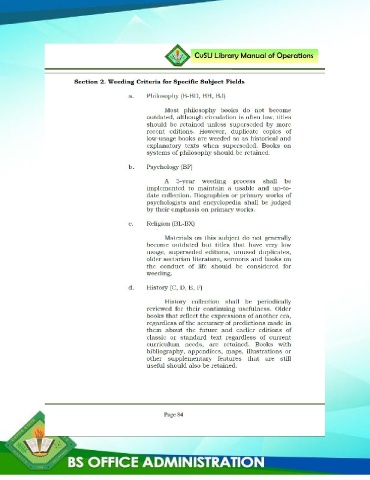 CvSU Library Manual of Operations
Section 2. Weeding Criteria for Specific Subject Fields
a. Philosophy (B-BD, BH, BJ)
Most philosophy books do not become
outdated, although circulation is often low, titles
should be retained unless superseded by more
recent editions. However, duplicate copies of
low-usage books are weeded so as historical and
explanatory texts when superseded. Books on
systems of philosophy should be retained.
b. Psychology (BF)
A 3-year weeding process shall be
implemented to maintain a usable and up-to-
date collection. Biographies or primary works of
psychologists and encyclopedia shall be judged
by their emphasis on primary works.
c. Religion (BL-BX)
Materials on this subject do not generally
become outdated but titles that have very low
usage, superseded editions, unused duplicates,
older sectarian literature, sermons and books on
the conduct of life should be considered for
weeding.
d. History (C, D, E, F)
History collection shall be periodically
reviewed for their continuing usefulness. Older
books that reflect the expressions of another era,
regardless of the accuracy of predictions made in
them about the future and earlier editions of
classic or standard text regardless of current
curriculum needs, are retained. Books with
bibliography, appendices, maps, illustrations or
other supplementary features that are still
useful should also be retained.
Page 84
BS OFFICE ADMINISTRATION